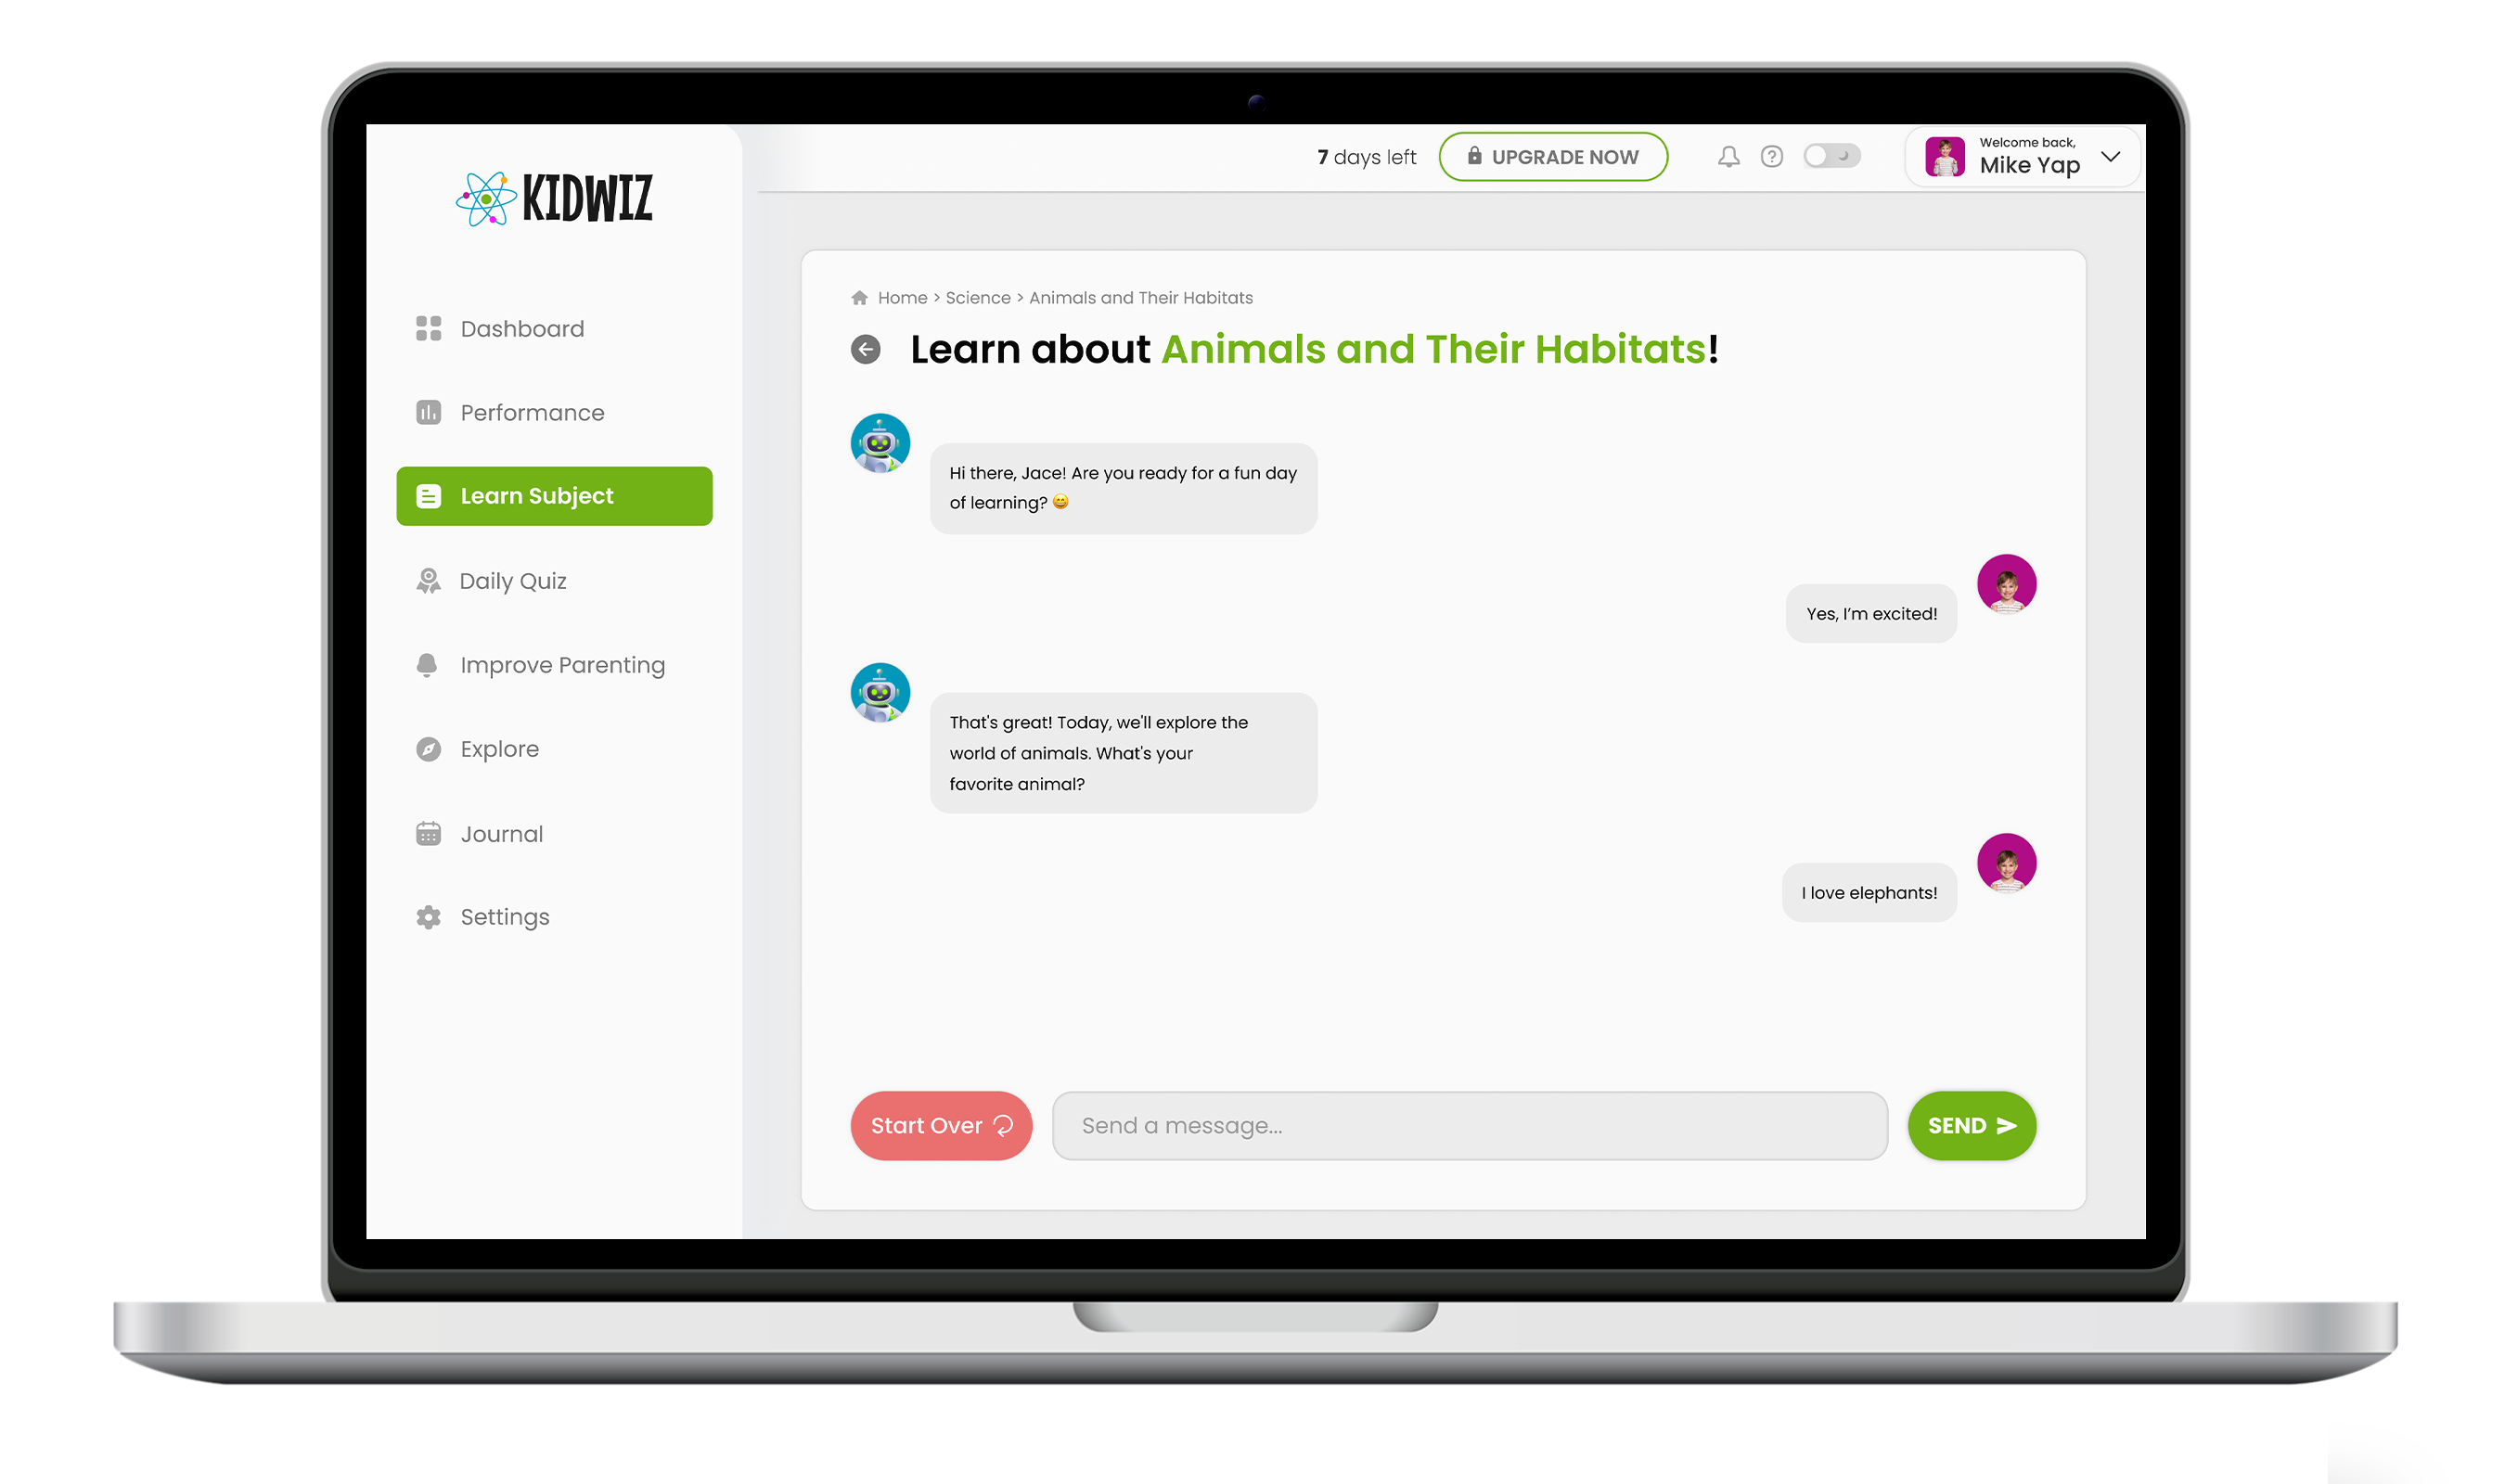 KIDWIZ
7 days left
UPGRADE NOW
Welcome back,
Mike Yap
Dashboard
Performance
Learn Subject
Daily Quiz
Improve Parenting
Explore
Journal
Settings
Home > Science > Animals and Their Habitats
Learn about Animals and Their Habitats!
Hi there, Jace! Are you ready for a fun day
of learning? 😄
Yes, I'm excited!
That's great! Today, we'll explore the
world of animals. What's your
favorite animal?
I love elephants!
Start Over
Send a message...
SEND